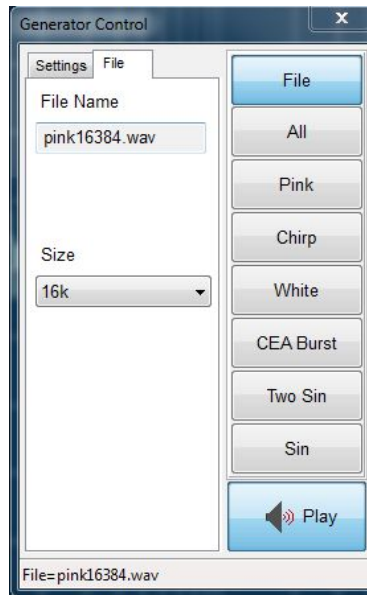 Generator Control
x
Settings
File
File Name
pink16384.wav
Size
16k
File
All
Pink
Chirp
White
CEA Burst
Two Sin
Sin
Play
File=pink16384.wav